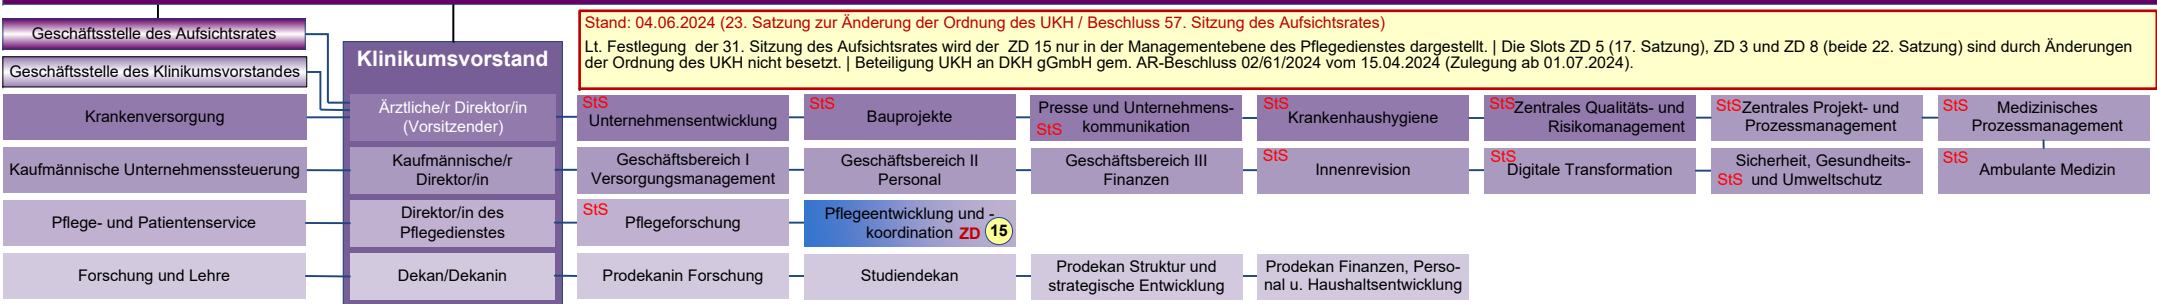 Geschäftsstelle des Aufsichtsrates
Geschäftsstelle des Klinikumsvorstandes
Klinikumsvorstand
Stand: 04.06.2024 (23. Satzung zur Änderung der Ordnung des UKH / Beschluss 57. Sitzung des Aufsichtsrates)
Lt. Festlegung der 31. Sitzung des Aufsichtsrates wird der ZD 15 nur in der Managementebene des Pflegedienstes dargestellt. | Die Slots ZD 5 (17. Satzung), ZD 3 und ZD 8 (beide 22. Satzung) sind durch Änderungen
der Ordnung des UKH nicht besetzt. | Beteiligung UKH an DKH gGmbH gem. AR-Beschluss 02/61/2024 vom 15.04.2024 (Zulegung ab 01.07.2024).
Krankenversorgung
Ärztliche/r Direktor/in
(Vorsitzender)
StS
Unternehmensentwicklung
StS
Bauprojekte
Presse und Unternehmens-
StS kommunikation
StS
Krankenhaushygiene
StS Zentrales Qualitäts- und
Risikomanagement
StS Zentrales Projekt- und
Prozessmanagement
StS Medizinisches
Prozessmanagement
Kaufmännische Unternehmenssteuerung
Kaufmännische/r
Direktor/in
Geschäftsbereich I
Versorgungsmanagement
Geschäftsbereich II
Personal
Geschäftsbereich III
Finanzen
StS
Innenrevision
StS
Digitale Transformation
Sicherheit, Gesundheits-
StS und Umweltschutz
StS
Ambulante Medizin
Pflege- und Patientenservice
Direktor/in des
Pflegedienstes
StS
Pflegeforschung
Pflegeentwicklung und -
koordination ZD 15
Forschung und Lehre
Dekan/Dekanin
Prodekanin Forschung
Studiendekan
Prodekan Struktur und
strategische Entwicklung
Prodekan Finanzen, Perso-
nal u. Haushaltsentwicklung